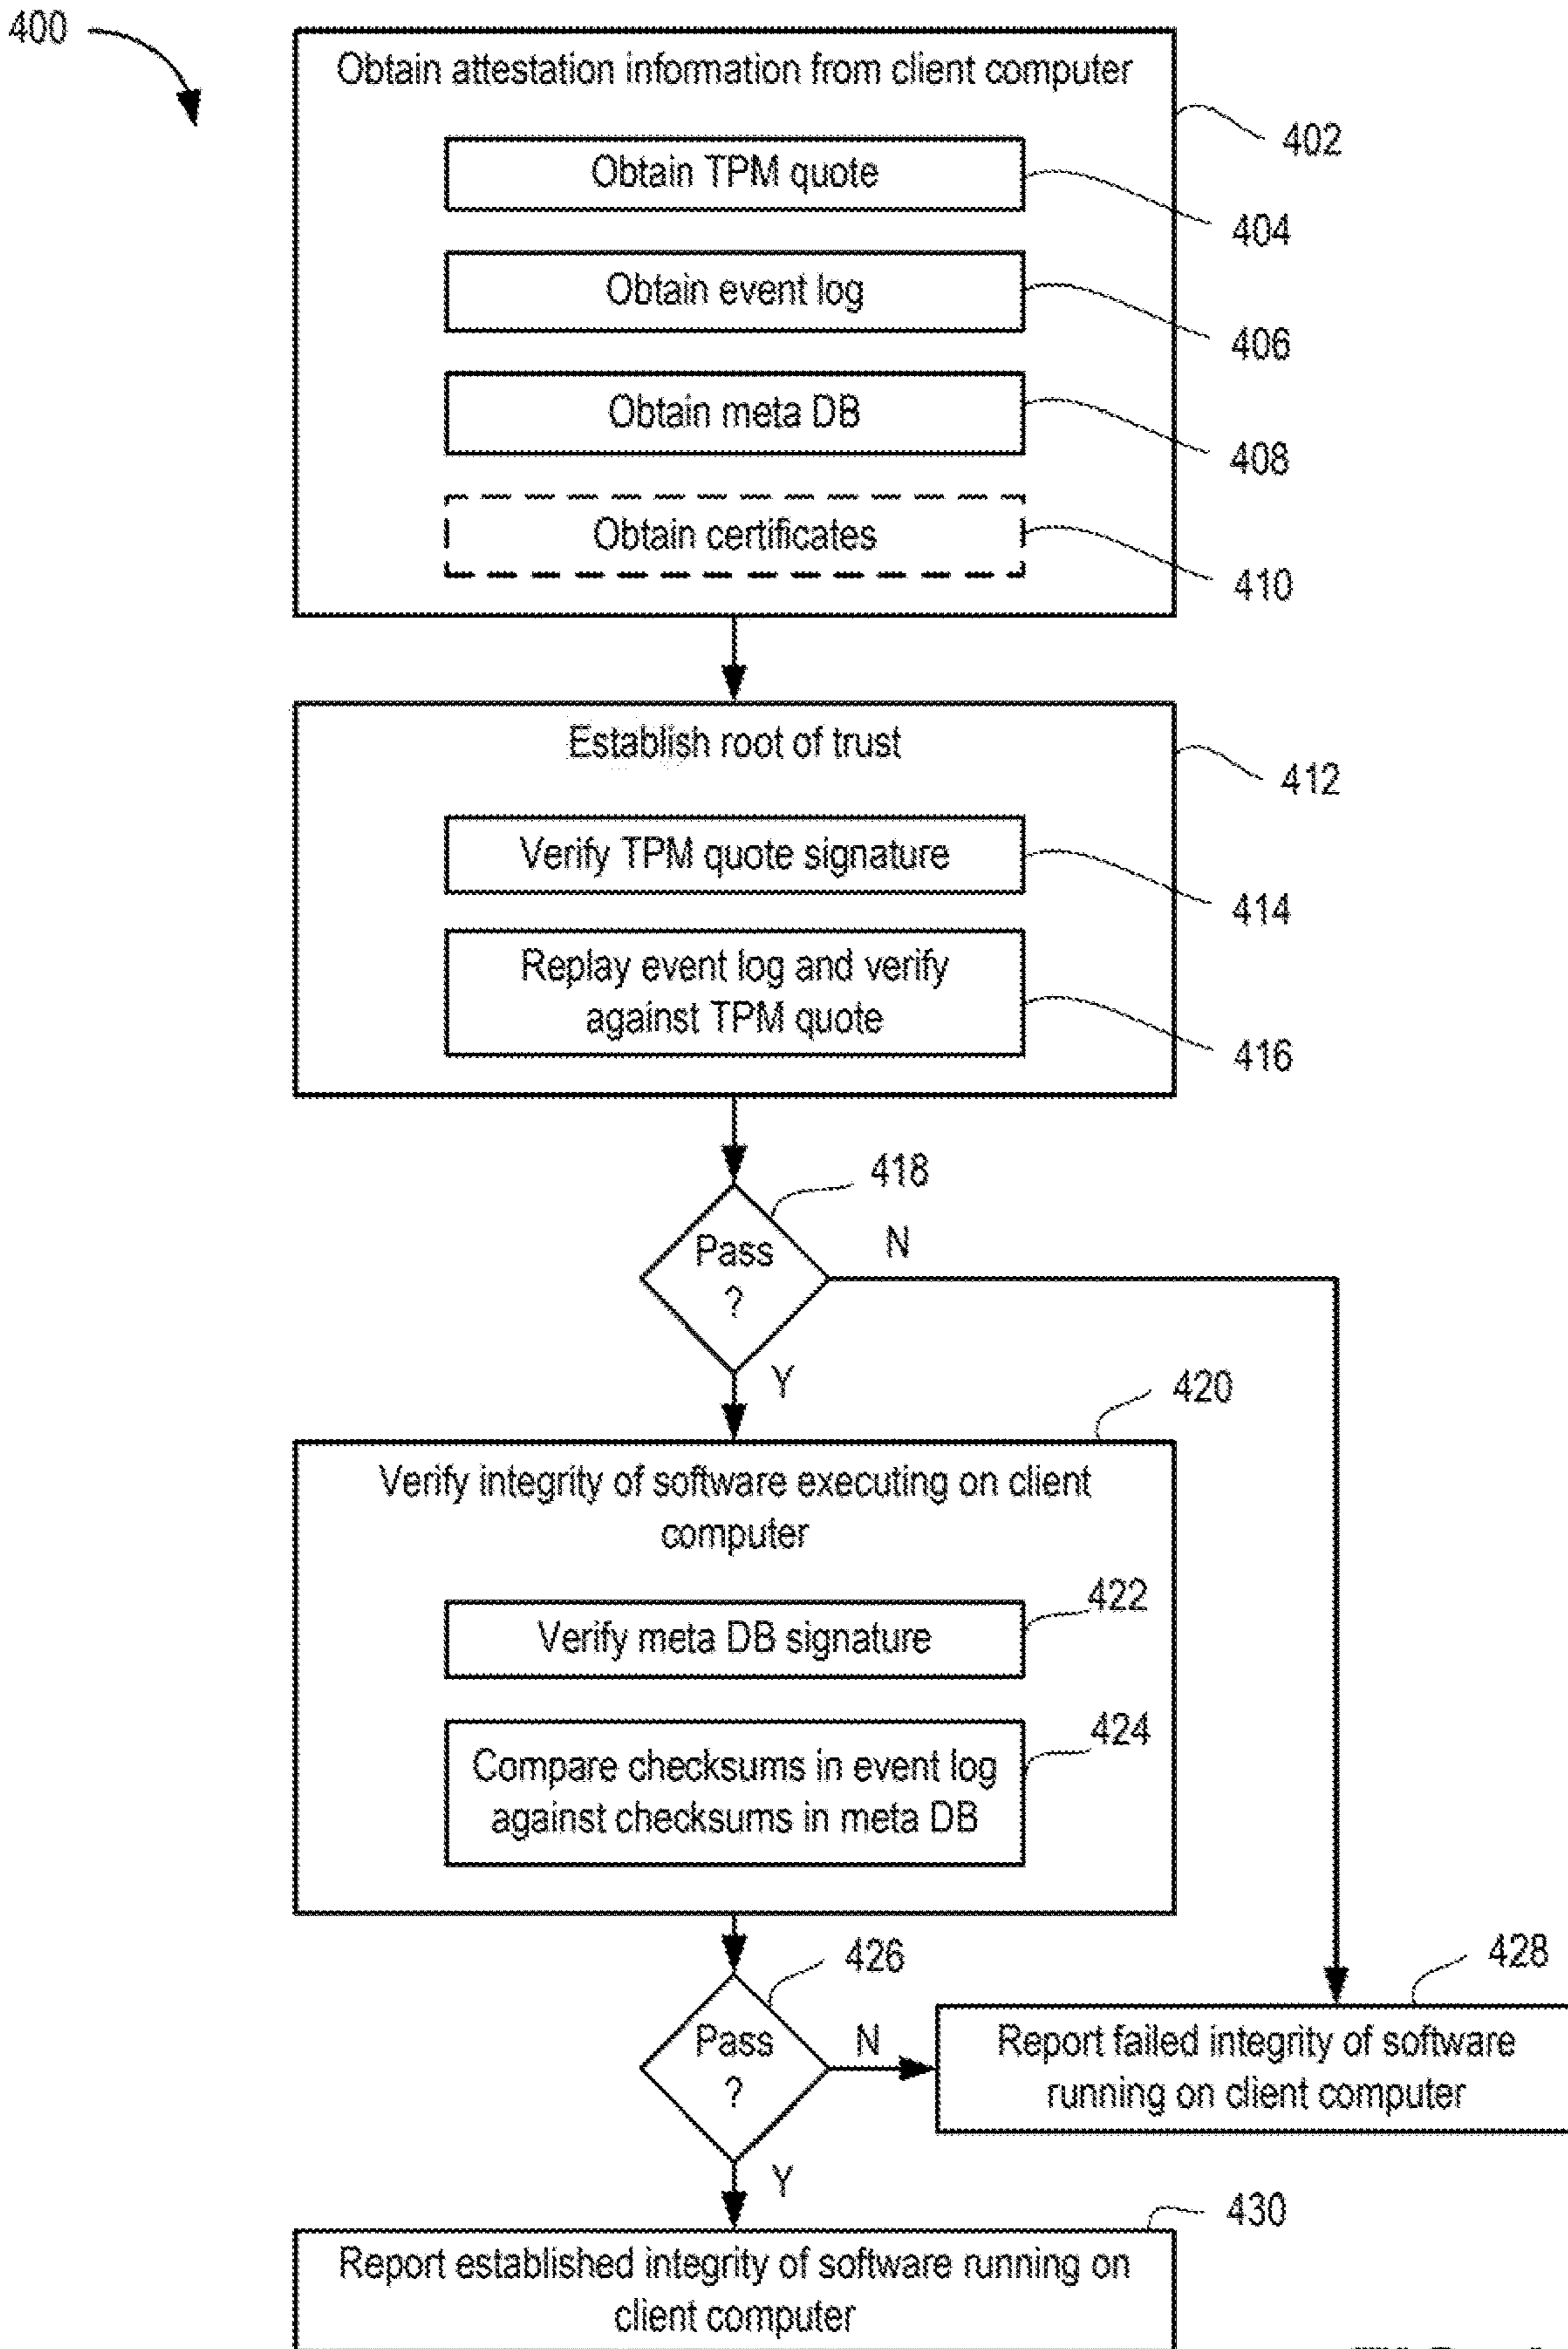 400
Obtain attestation information from client computer
402
Obtain TPM quote
404
Obtain event log
406
Obtain meta DB
408
Obtain certificates
410
Establish root of trust
412
Verify TPM quote signature
414
Replay event log and verify
against TPM quote
416
418
Pass
?
N
Y
420
Verify integrity of software executing on client
computer
422
Verify meta DB signature
424
Compare checksums in event log
against checksums in meta DB
426
Pass
?
N
428
Report failed integrity of software
running on client computer
Y
430
Report established integrity of software running on
client computer